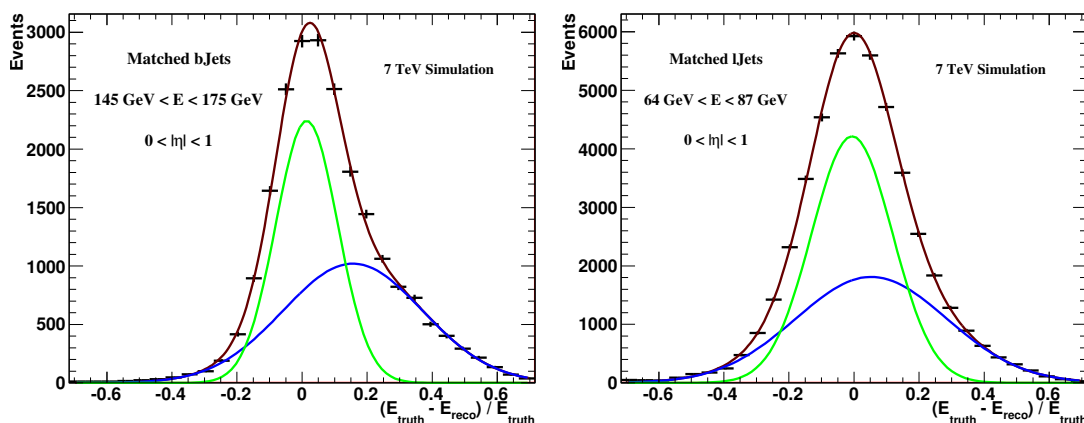 Events
3000
2500
2000
1500
1000
500
0
Matched bJets
145 GeV < E < 175 GeV
0 < |η| < 1
7 TeV Simulation
-0.6 -0.4 -0.2 0 0.2 0.4 0.6
(E_truth - E_reco) / E_truth
Events
6000
5000
4000
3000
2000
1000
0
Matched lJets
64 GeV < E < 87 GeV
0 < |η| < 1
7 TeV Simulation
-0.6 -0.4 -0.2 0 0.2 0.4 0.6
(E_truth - E_reco) / E_truth